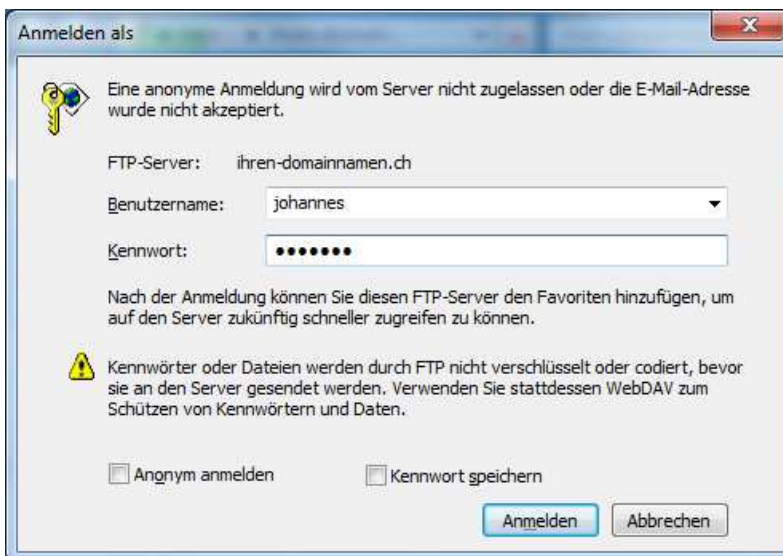 Anmelden als
Eine anonyme Anmeldung wird vom Server nicht zugelassen oder die E-Mail-Adresse
wurde nicht akzeptiert.
FTP-Server: ihren-domainnamen.ch
Benutzername: johannes
Kennwort: •••••••
Nach der Anmeldung können Sie diesen FTP-Server den Favoriten hinzufügen, um
auf den Server zukünftig schneller zugreifen zu können.
Kennwörter oder Dateien werden durch FTP nicht verschlüsselt oder codiert, bevor
sie an den Server gesendet werden. Verwenden Sie stattdessen WebDAV zum
Schützen von Kennwörtern und Daten.
Anonym anmelden Kennwort speichern
Anmelden Abbrechen